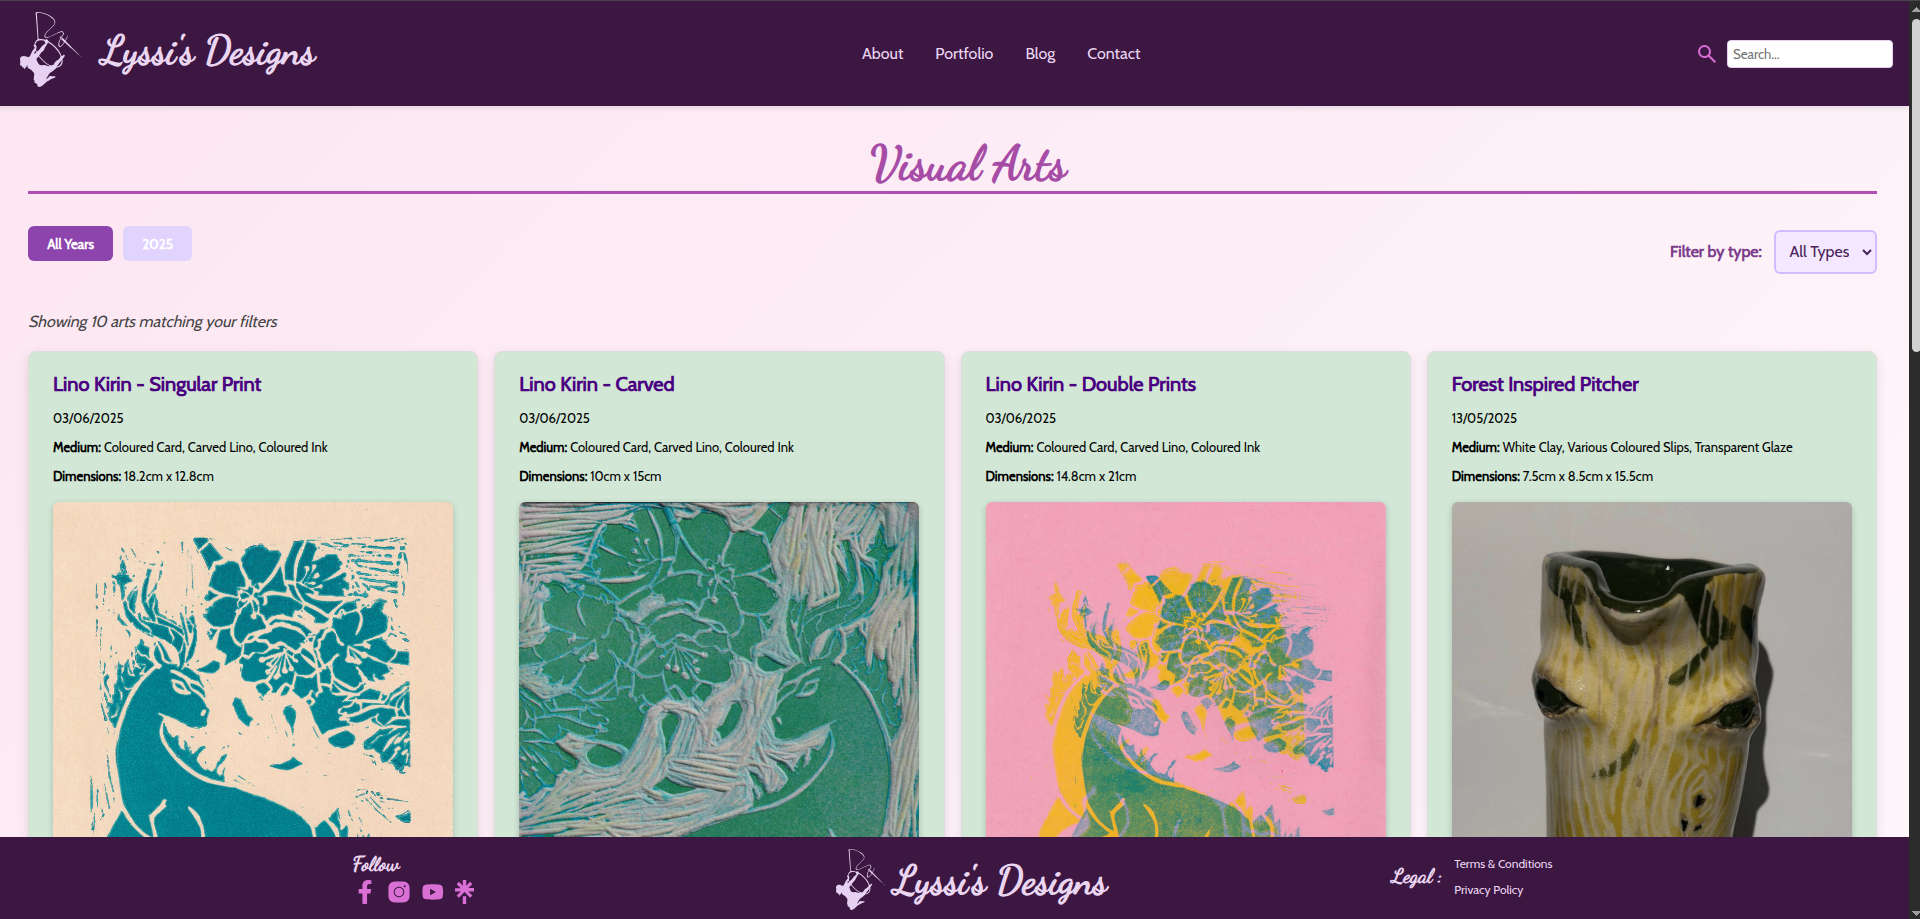 Lyssi's Designs
About Portfolio Blog Contact
Search...
Visual Arts
All Years 2025
Filter by type: All Types
Showing 10 arts matching your filters
Lino Kirin - Singular Print
03/06/2025
Medium: Coloured Card, Carved Lino, Coloured Ink
Dimensions: 18.2cm x 12.8cm
Lino Kirin - Carved
03/06/2025
Medium: Coloured Card, Carved Lino, Coloured Ink
Dimensions: 10cm x 15cm
Lino Kirin - Double Prints
03/06/2025
Medium: Coloured Card, Carved Lino, Coloured Ink
Dimensions: 14.8cm x 21cm
Forest Inspired Pitcher
13/05/2025
Medium: White Clay, Various Coloured Slips, Transparent Glaze
Dimensions: 7.5cm x 8.5cm x 15.5cm
Follow
Lyssi's Designs
Legal :
Terms & Conditions
Privacy Policy